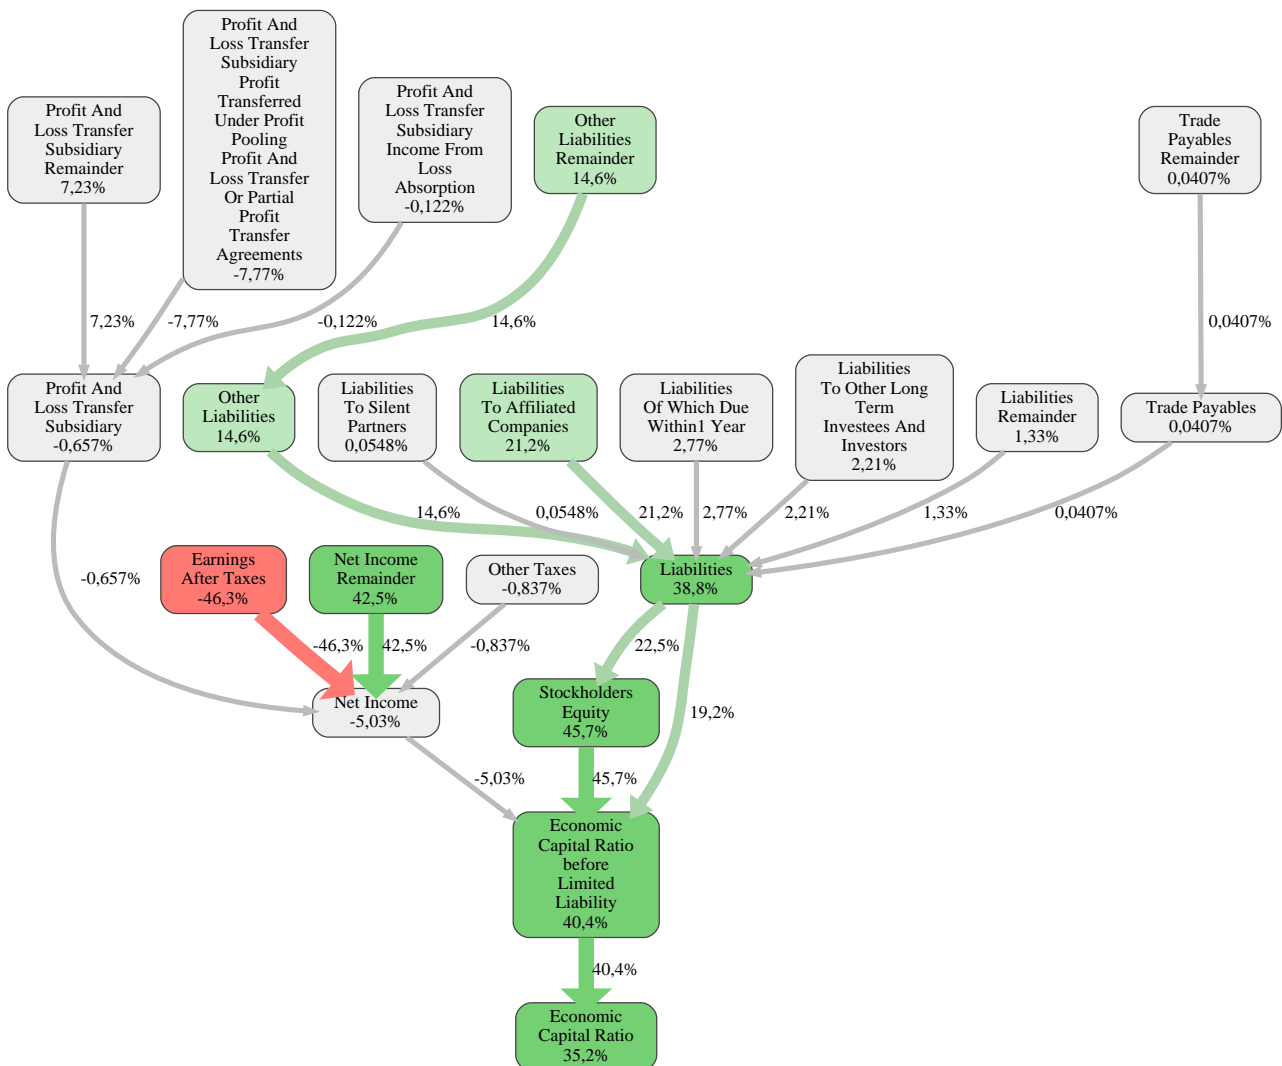 Profit And
Loss Transfer
Subsidiary
Profit
Transferred
Under Profit
Pooling
Profit And
Loss Transfer
Or Partial
Profit
Transfer
Agreements
-7,77%
Profit And
Loss Transfer
Subsidiary
Remainder
7,23%
Profit And
Loss Transfer
Subsidiary
Income From
Loss
Absorption
-0,122%
Other
Liabilities
Remainder
14,6%
Trade
Payables
Remainder
0,0407%
7,23%
-7,77%
-0,122%
14,6%
0,0407%
Profit And
Loss Transfer
Subsidiary
-0,657%
Other
Liabilities
14,6%
Liabilities
To Silent
Partners
0,0548%
Liabilities
To Affiliated
Companies
21,2%
Liabilities
Of Which Due
Within1 Year
2,77%
Liabilities
To Other Long
Term
Investees And
Investors
2,21%
Liabilities
Remainder
1,33%
Trade Payables
0,0407%
14,6%
0,0548%
21,2%
2,77%
2,21%
1,33%
0,0407%
-0,657%
Earnings
After Taxes
-46,3%
Net Income
Remainder
42,5%
Other Taxes
-0,837%
Liabilities
38,8%
-46,3%
42,5%
-0,837%
22,5%
19,2%
Net Income
-5,03%
Stockholders
Equity
45,7%
-5,03%
45,7%
Economic
Capital Ratio
before
Limited
Liability
40,4%
40,4%
Economic
Capital Ratio
35,2%